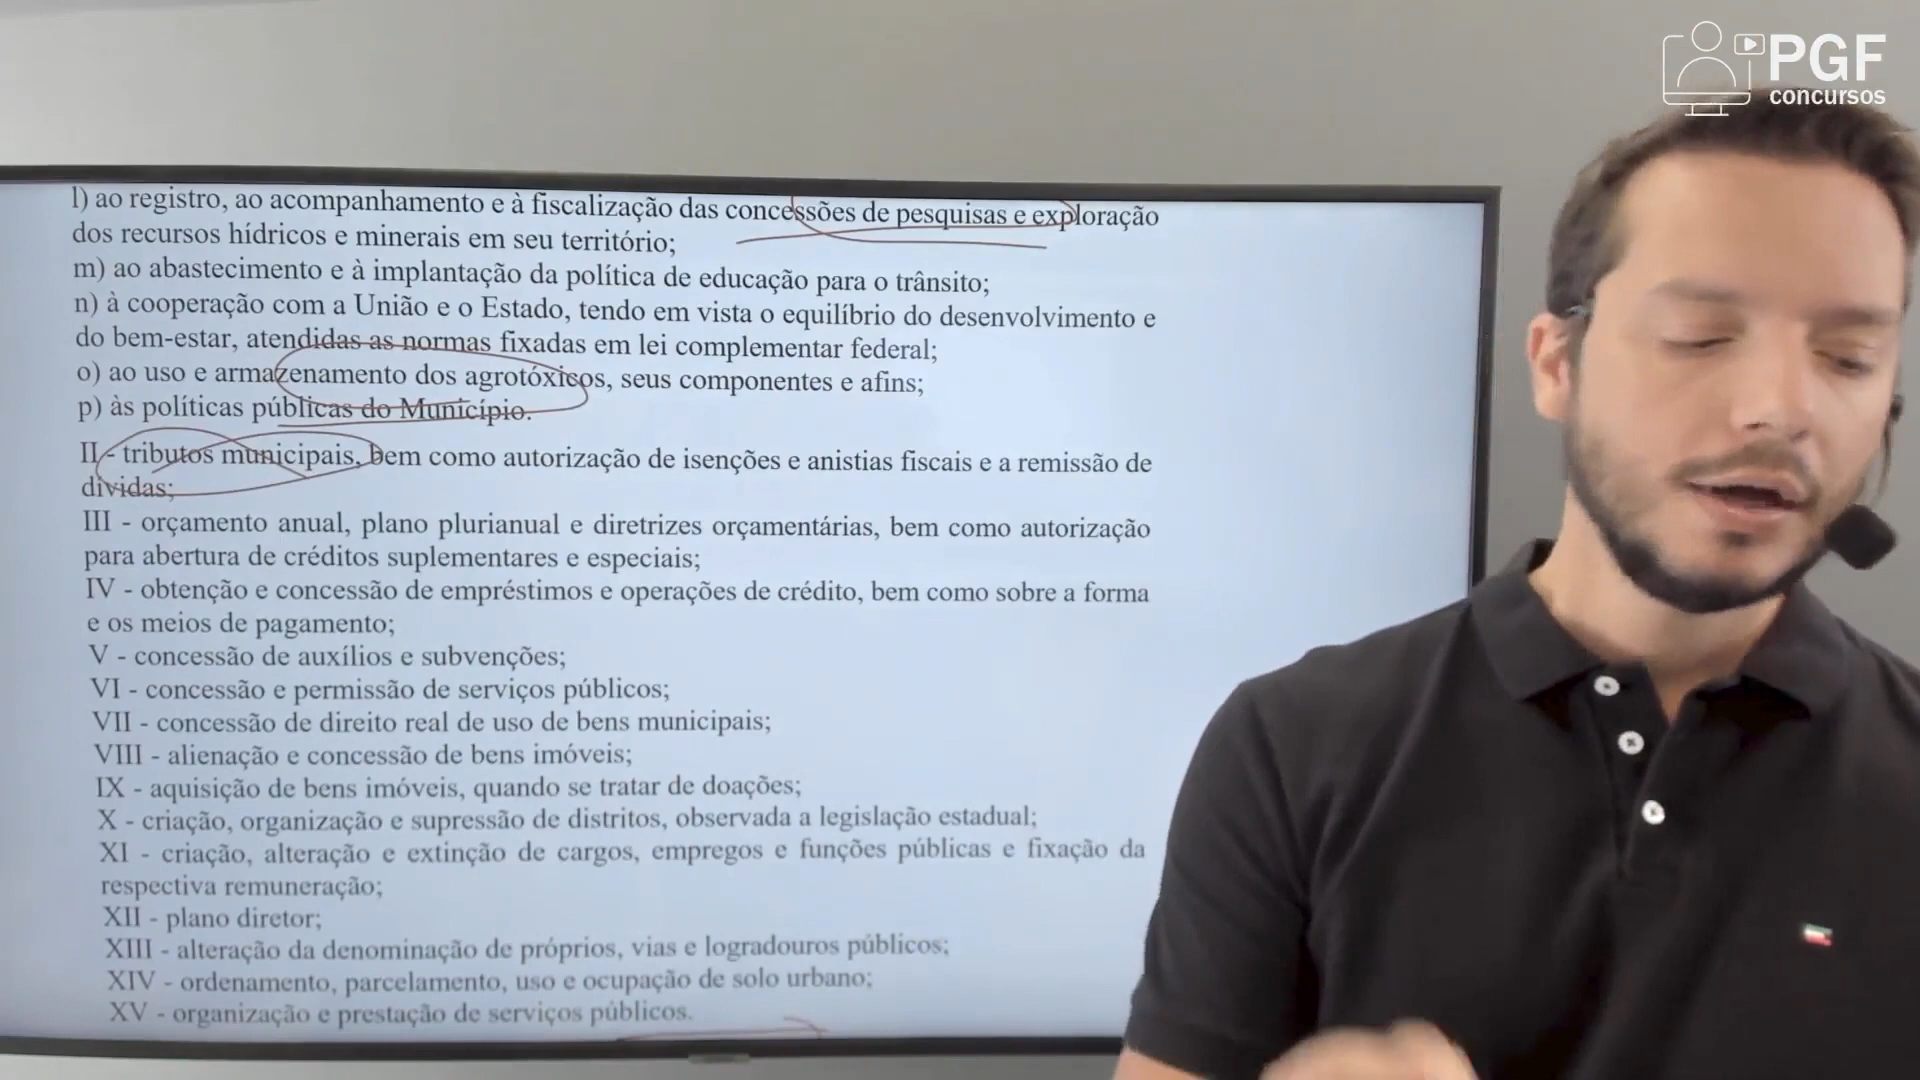 PGF
concursos
l) ao registro, ao acompanhamento e à fiscalização das concessões de pesquisas e exploração
dos recursos hídricos e minerais em seu território;
m) ao abastecimento e à implantação da política de educação para o trânsito;
n) à cooperação com a União e o Estado, tendo em vista o equilíbrio do desenvolvimento e
do bem-estar, atendidas as normas fixadas em lei complementar federal;
o) ao uso e armazenamento dos agrotóxicos, seus componentes e afins;
p) às políticas públicas do Município.
II - tributos municipais, bem como autorização de isenções e anistias fiscais e a remissão de
dívidas;
III - orçamento anual, plano plurianual e diretrizes orçamentárias, bem como autorização
para abertura de créditos suplementares e especiais;
IV - obtenção e concessão de empréstimos e operações de crédito, bem como sobre a forma
e os meios de pagamento;
V - concessão de auxílios e subvenções;
VI - concessão e permissão de serviços públicos;
VII - concessão de direito real de uso de bens municipais;
VIII - alienação e concessão de bens imóveis;
IX - aquisição de bens imóveis, quando se tratar de doações;
X - criação, organização e supressão de distritos, observada a legislação estadual;
XI - criação, alteração e extinção de cargos, empregos e funções públicas e fixação da
respectiva remuneração;
XII - plano diretor;
XIII - alteração da denominação de próprios, vias e logradouros públicos;
XIV - ordenamento, parcelamento, uso e ocupação de solo urbano;
XV - organização e prestação de serviços públicos.